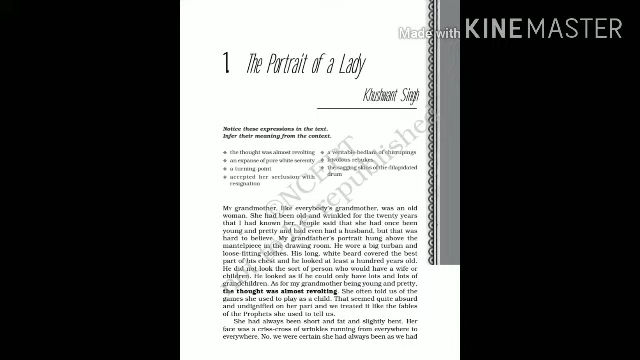 Made with KINEMASTER
1. The Portrait of a Lady
Khushwant Singh
Notice these expressions in the text.
Infer their meaning from the context.
❖ the thought was almost revolting
❖ an expanse of pure white serenity
❖ a turning-point
❖ accepted her seclusion with
resignation
❖ a veritable bedlam of chirrupings
❖ frivolous rebukes
❖ the sagging skins of the dilapidated
drum
My grandmother, like everybody's grandmother, was an old
woman. She had been old and wrinkled for the twenty years
that I had known her. People said that she had once been
young and pretty and had even had a husband, but that was
hard to believe. My grandfather's portrait hung above the
mantelpiece in the drawing room. He wore a big turban and
loose-fitting clothes. His long, white beard covered the best
part of his chest and he looked at least a hundred years old.
He did not look the sort of person who would have a wife or
children. He looked as if he could only have lots and lots of
grandchildren. As for my grandmother being young and pretty,
the thought was almost revolting. She often told us of the
games she used to play as a child. That seemed quite absurd
and undignified on her part and we treated it like the fables
of the Prophets she used to tell us.
She had always been short and fat and slightly bent. Her
face was a criss-cross of wrinkles running from everywhere to
everywhere. No, we were certain she had always been as we had
© NCERT
republished